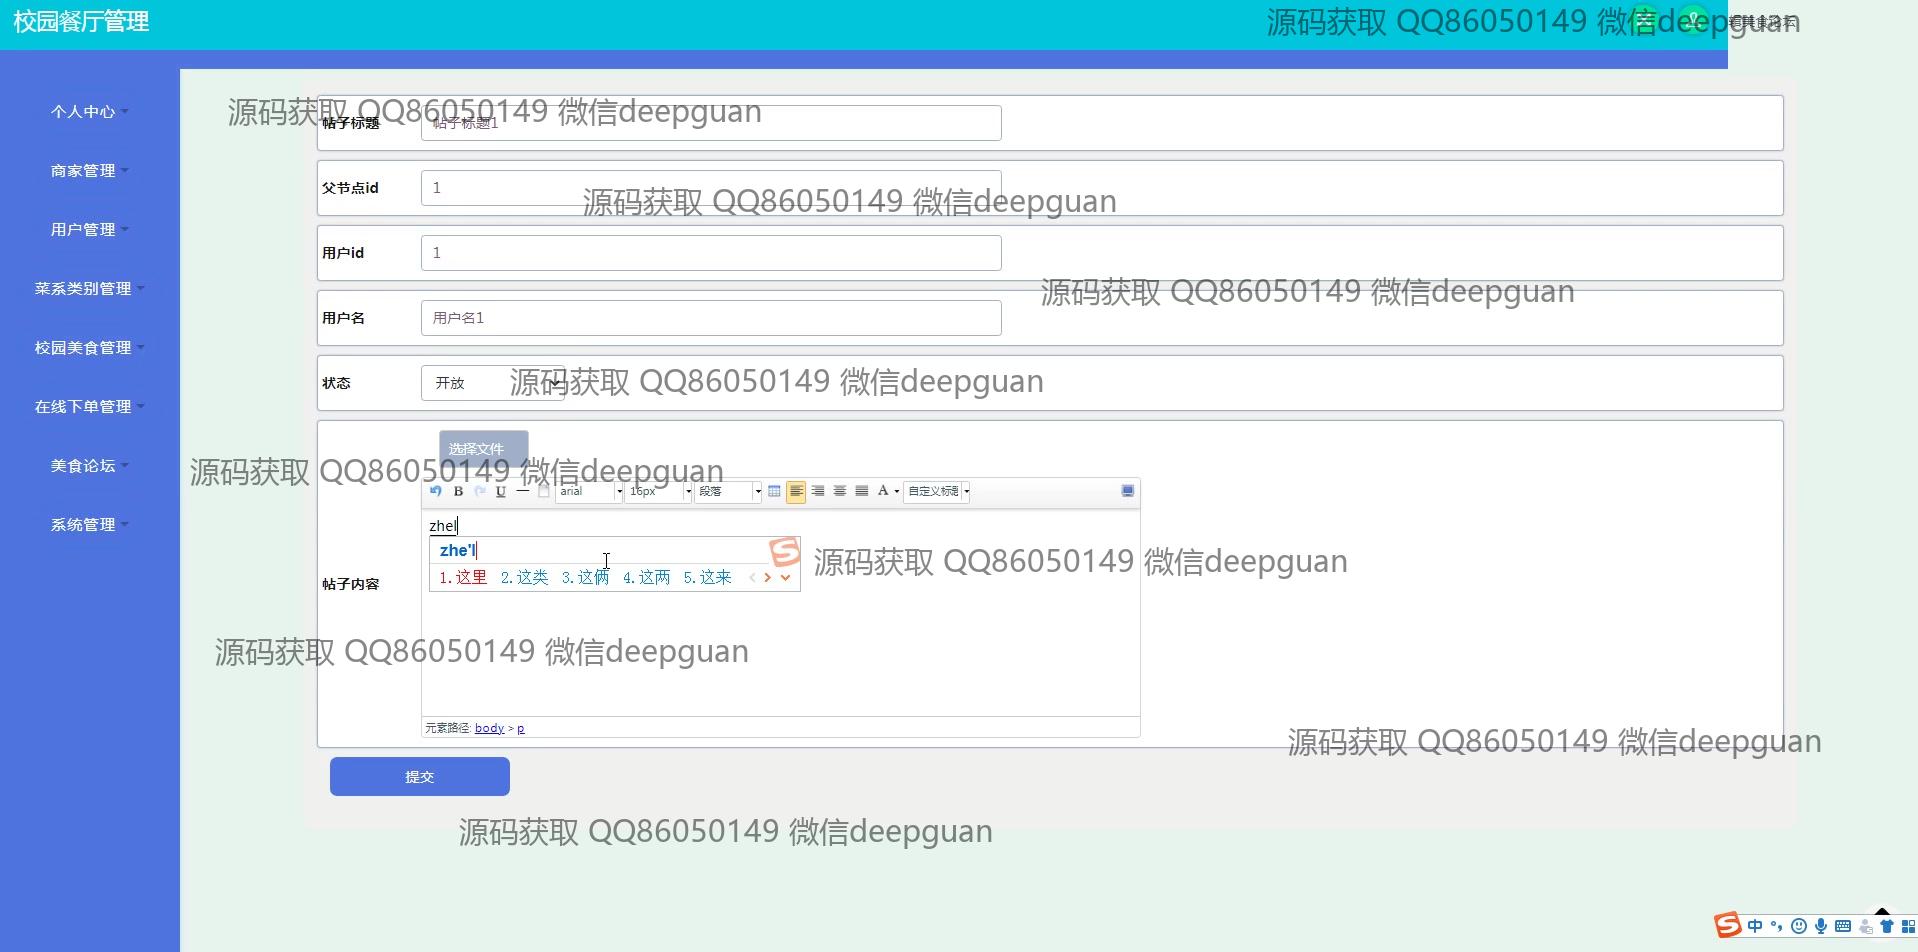 校园餐厅管理
源码获取 QQ86050149 微信deepguan
个人中心
商家管理
用户管理
菜系类别管理
校园美食管理
在线下单管理
美食论坛
系统管理
源码获取 QQ86050149 微信deepguan
帖子标题 帖子标题1
父节点id 1
源码获取 QQ86050149 微信deepguan
用户id 1
源码获取 QQ86050149 微信deepguan
用户名 用户名1
状态 开放
源码获取 QQ86050149 微信deepguan
选择文件
源码获取 QQ86050149 微信deepguan
B U arial 16px 段落 A 自定义标题
zhel
zhe'l
1.这里 2.这类 3.这俩 4.这两 5.这来
源码获取 QQ86050149 微信deepguan
帖子内容
源码获取 QQ86050149 微信deepguan
元素路径: body > p
源码获取 QQ86050149 微信deepguan
提交
源码获取 QQ86050149 微信deepguan
中